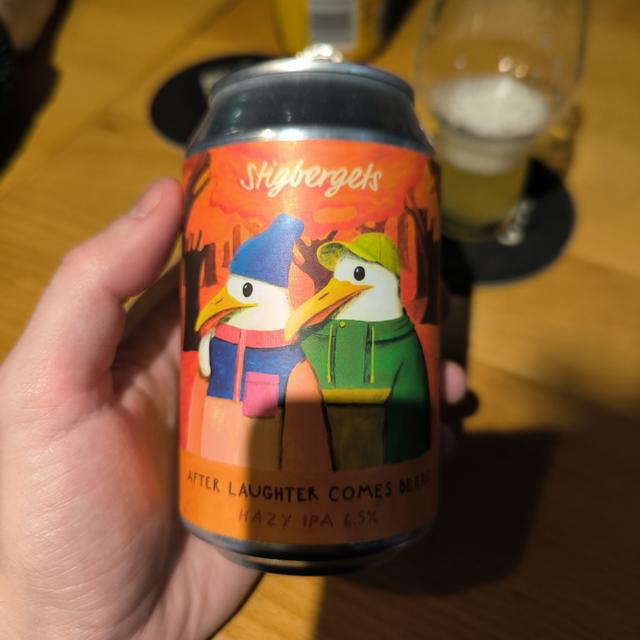 Stigbergets
AFTER LAUGHTER COMES BEERS
HAZY IPA 6.5%